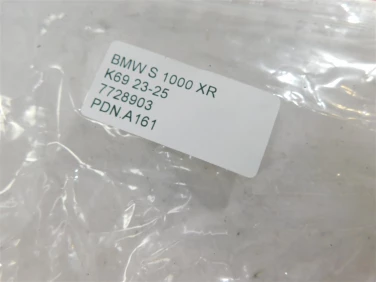 BMW S 1000 XR
K69 23-25
7728903
PDN.A161